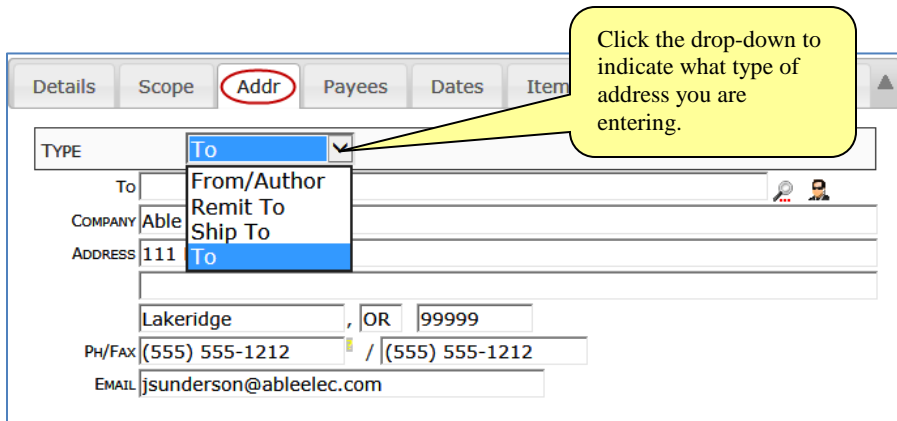 Click the drop-down to
indicate what type of
address you are
entering.
Details Scope Addr Payees Dates Item
TYPE To
From/Author
Remit To
Ship To
To
To
COMPANY Able
ADDRESS 111
Lakeridge , OR 99999
PH/FAX (555) 555-1212 / (555) 555-1212
EMAIL jsunderson@ableelec.com